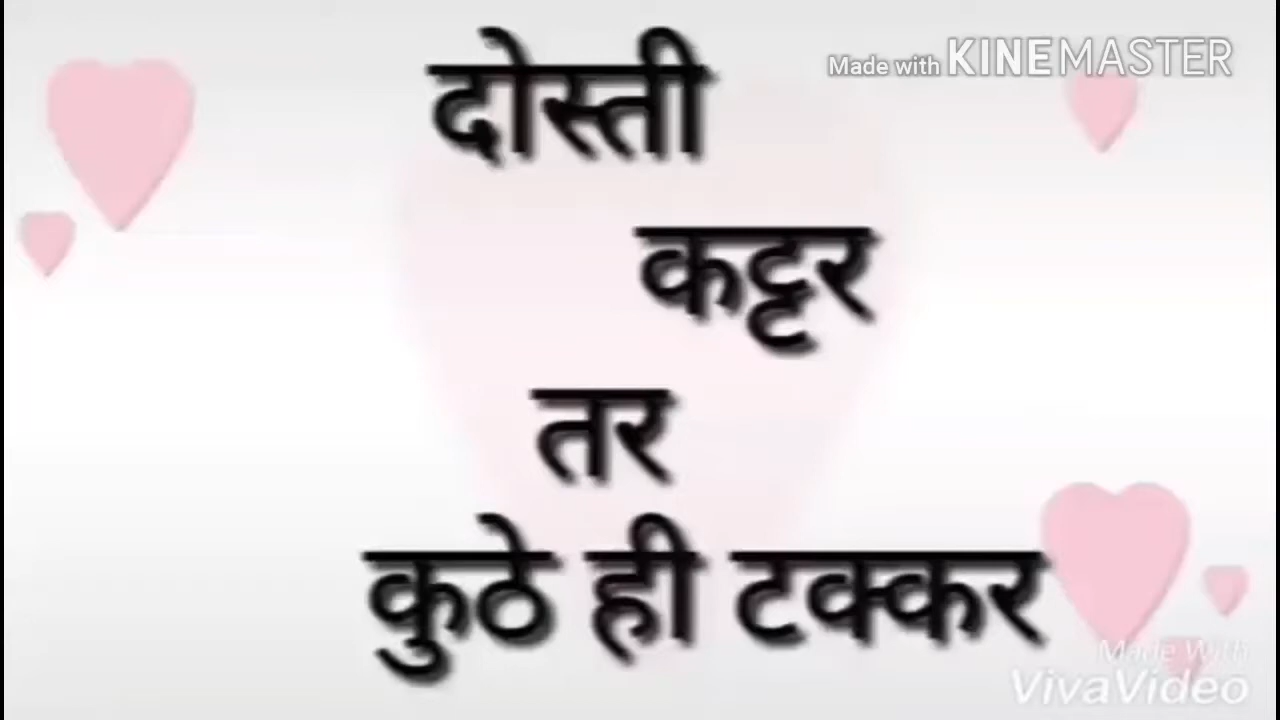 दोस्ती
Made with KINEMASTER
कट्टर
तर
कुठे ही टक्कर
Made With
VivaVideo